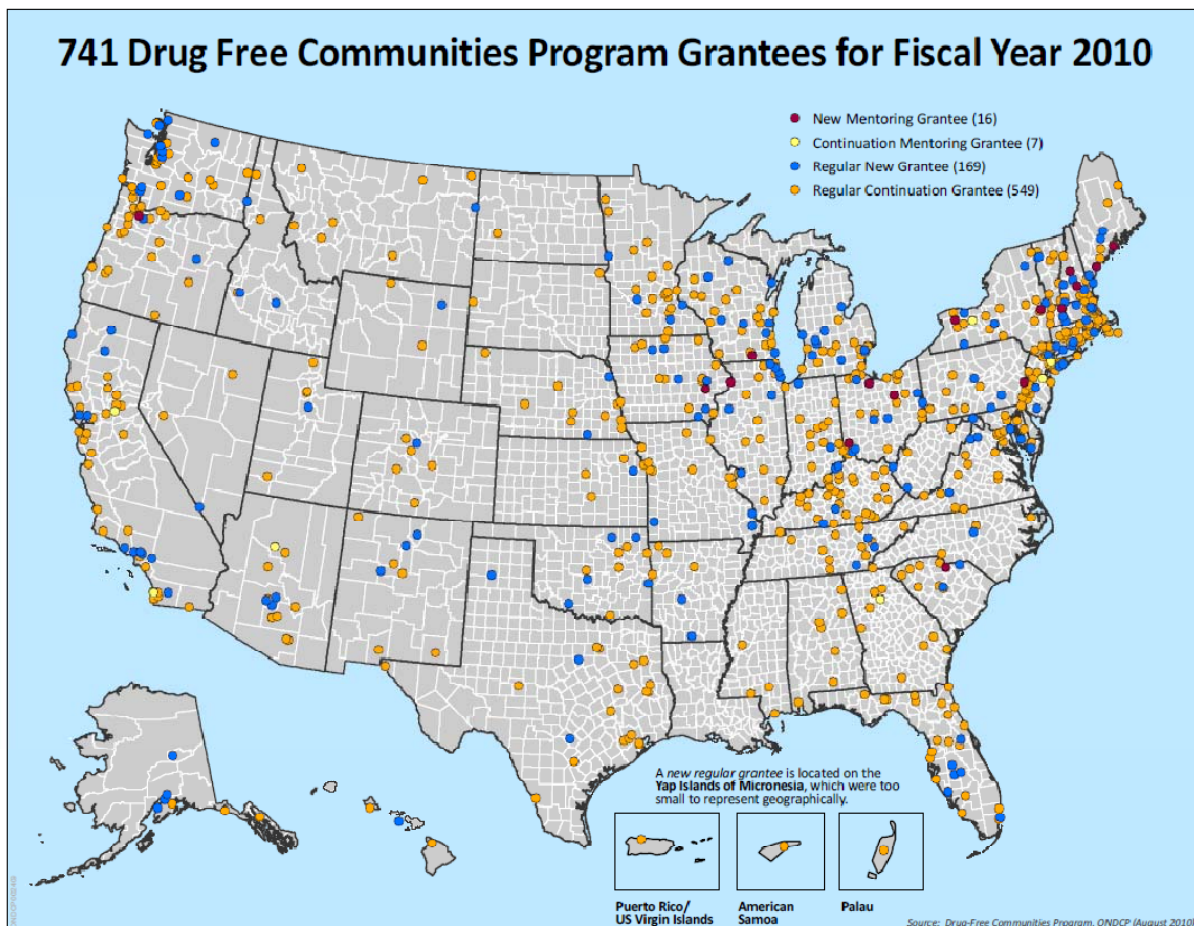 741 Drug Free Communities Program Grantees for Fiscal Year 2010
New Mentoring Grantee (16)
Continuation Mentoring Grantee (7)
Regular New Grantee (169)
Regular Continuation Grantee (549)
A new regular grantee is located on the
Yap Islands of Micronesia, which were too
small to represent geographically.
Puerto Rico/
US Virgin Islands
American
Samoa
Palau
Source: Drug-Free Communities Program, ONDCP (August 2010)